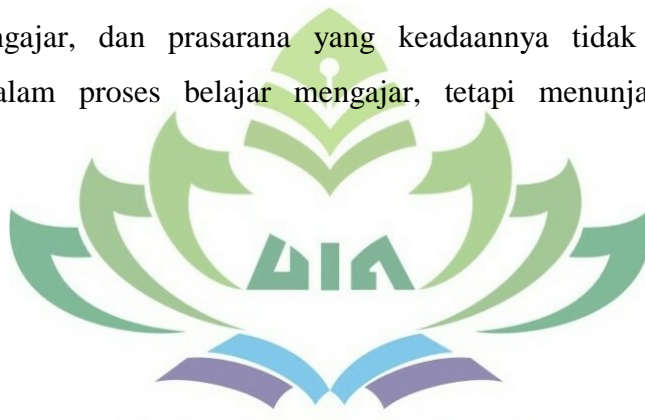 ngajar, dan prasarana yang keadaannya tidak
alam proses belajar mengajar, tetapi menunja
UIN